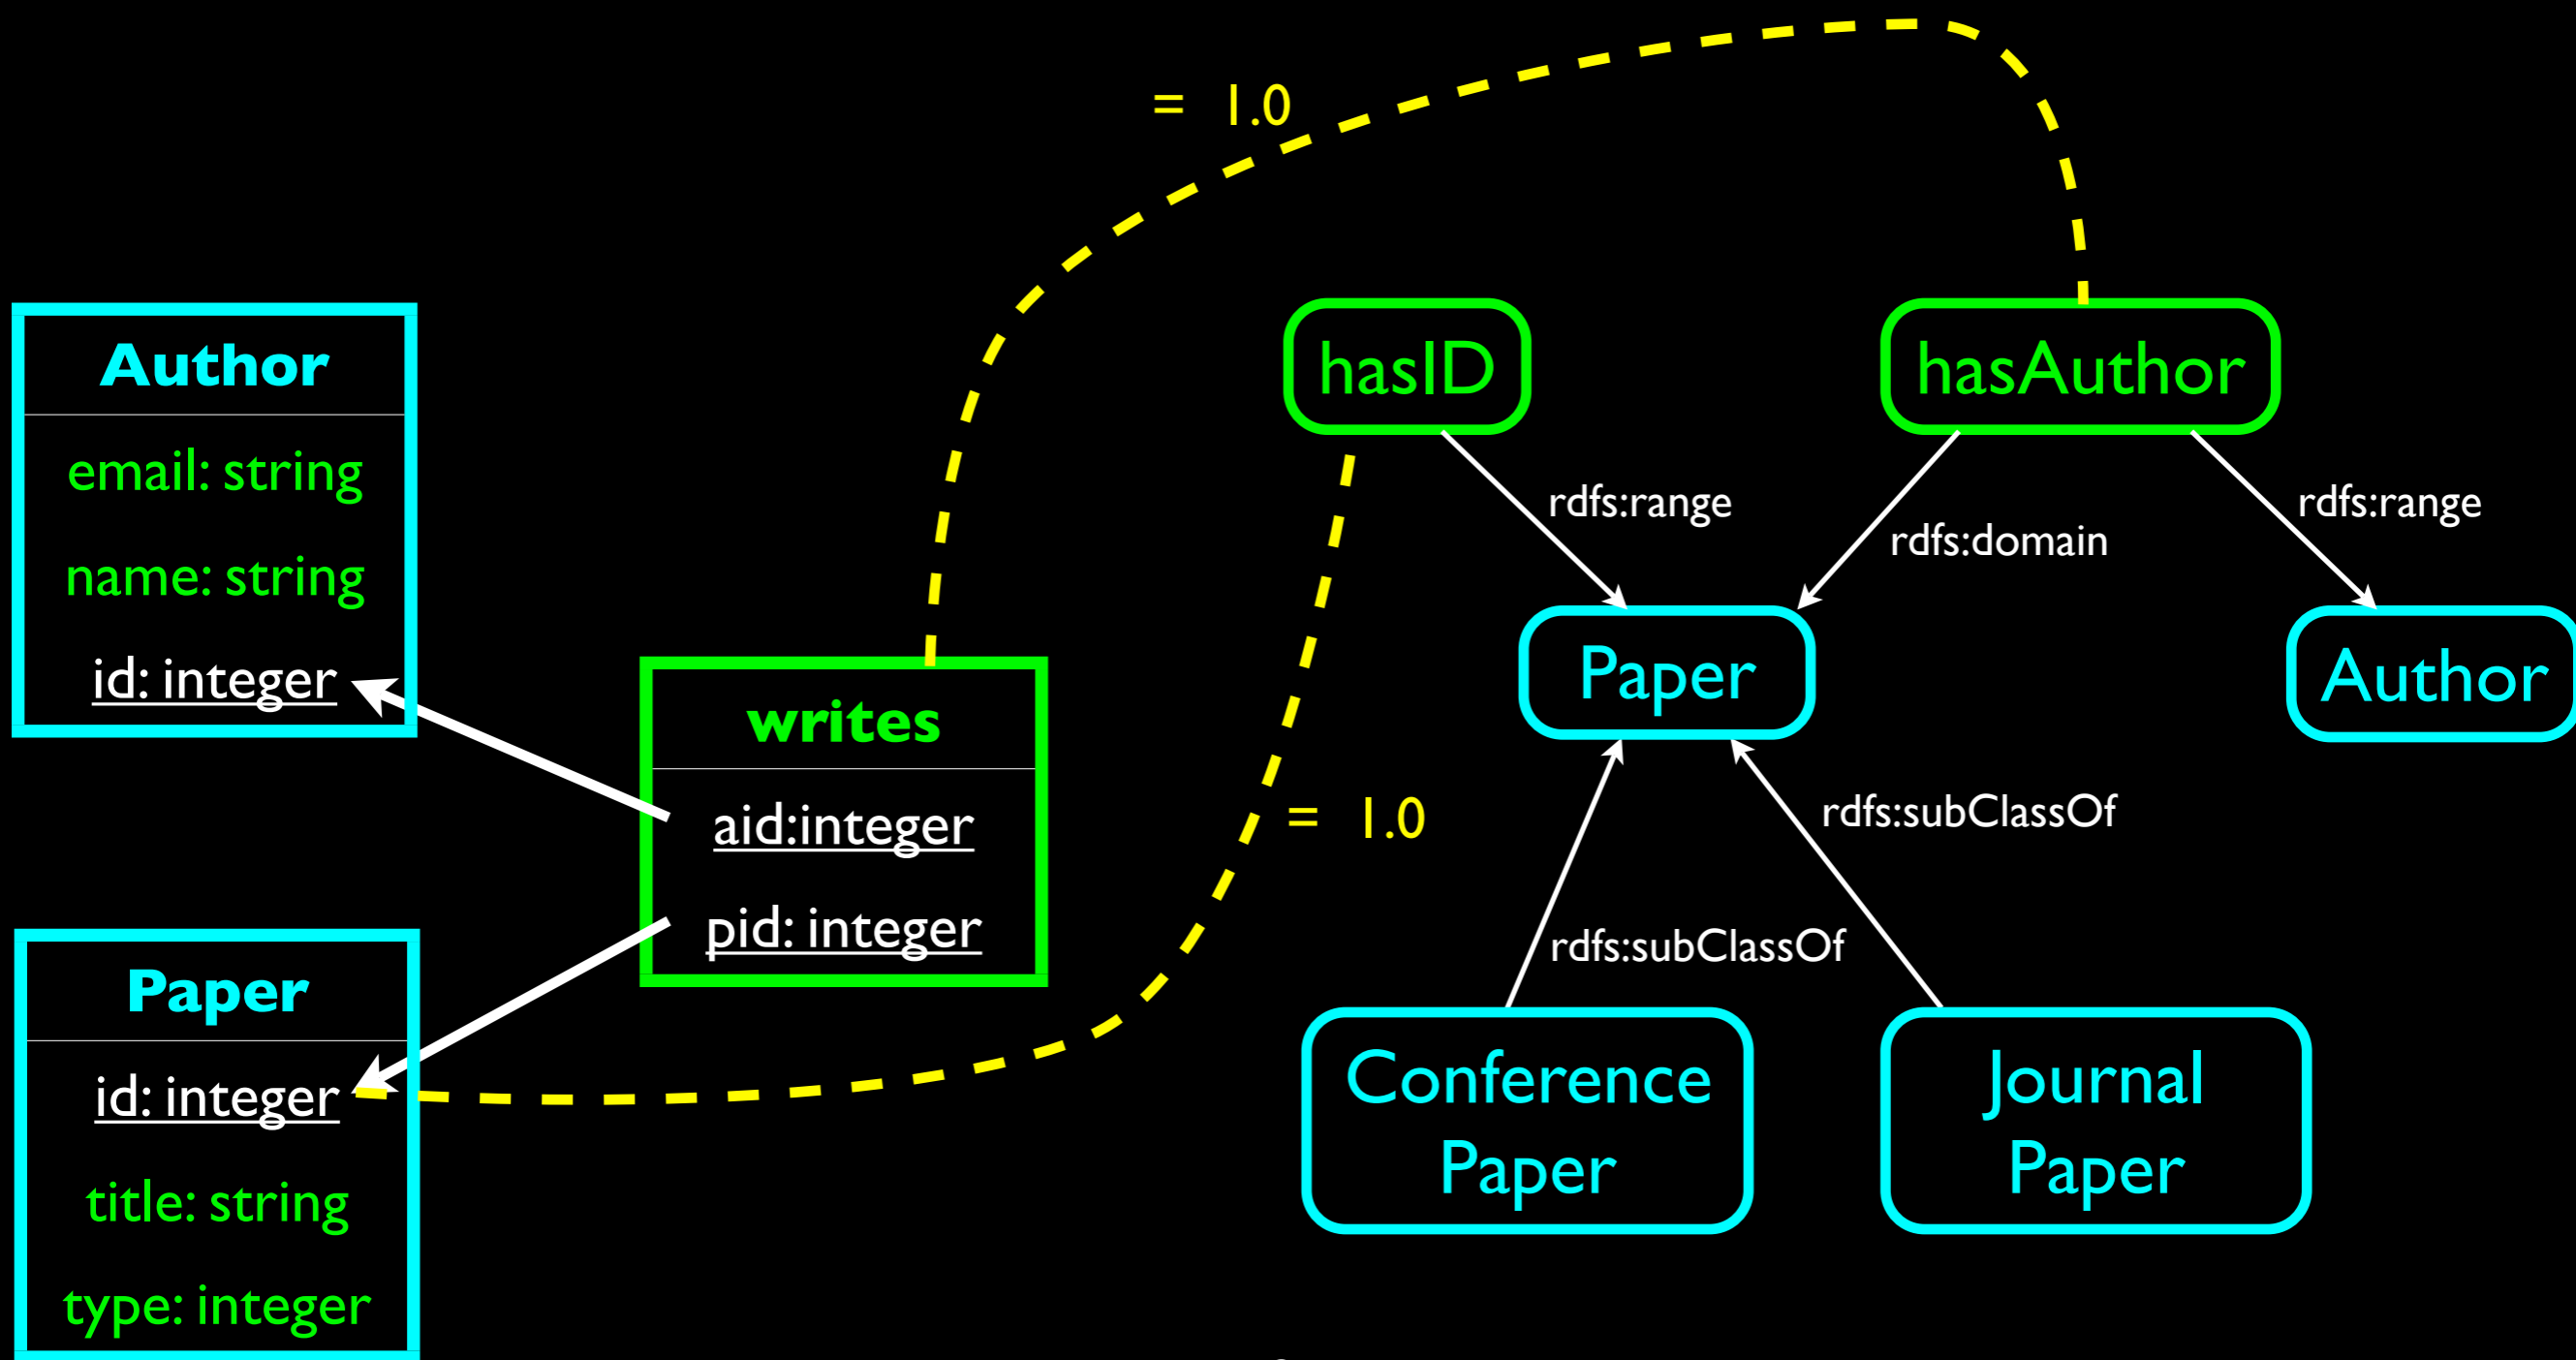 = 1.0
Author
email: string
name: string
id: integer
writes
aid:integer
pid: integer
Paper
id: integer
title: string
type: integer
hasID
hasAuthor
rdfs:range
rdfs:domain
rdfs:range
Paper
Author
= 1.0
rdfs:subClassOf
rdfs:subClassOf
Conference
Paper
Journal
Paper